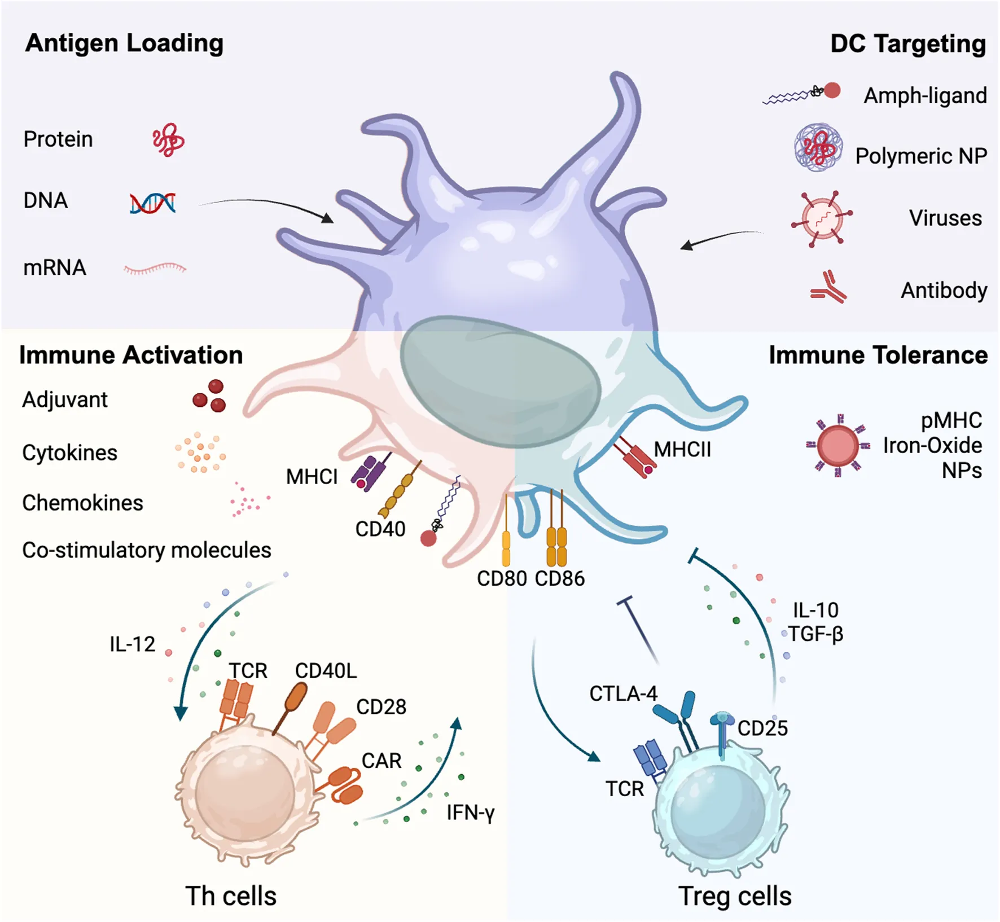 Antigen Loading
Protein
DNA
mRNA
DC Targeting
Amph-ligand
Polymeric NP
Viruses
Antibody
Immune Activation
Adjuvant
Cytokines
Chemokines
Co-stimulatory molecules
MHCI
CD40
CD80
CD86
MHCII
Immune Tolerance
pMHC
Iron-Oxide
NPs
IL-12
TCR
CD40L
CD28
CAR
IFN-γ
Th cells
IL-10
TGF-β
CTLA-4
CD25
TCR
Treg cells